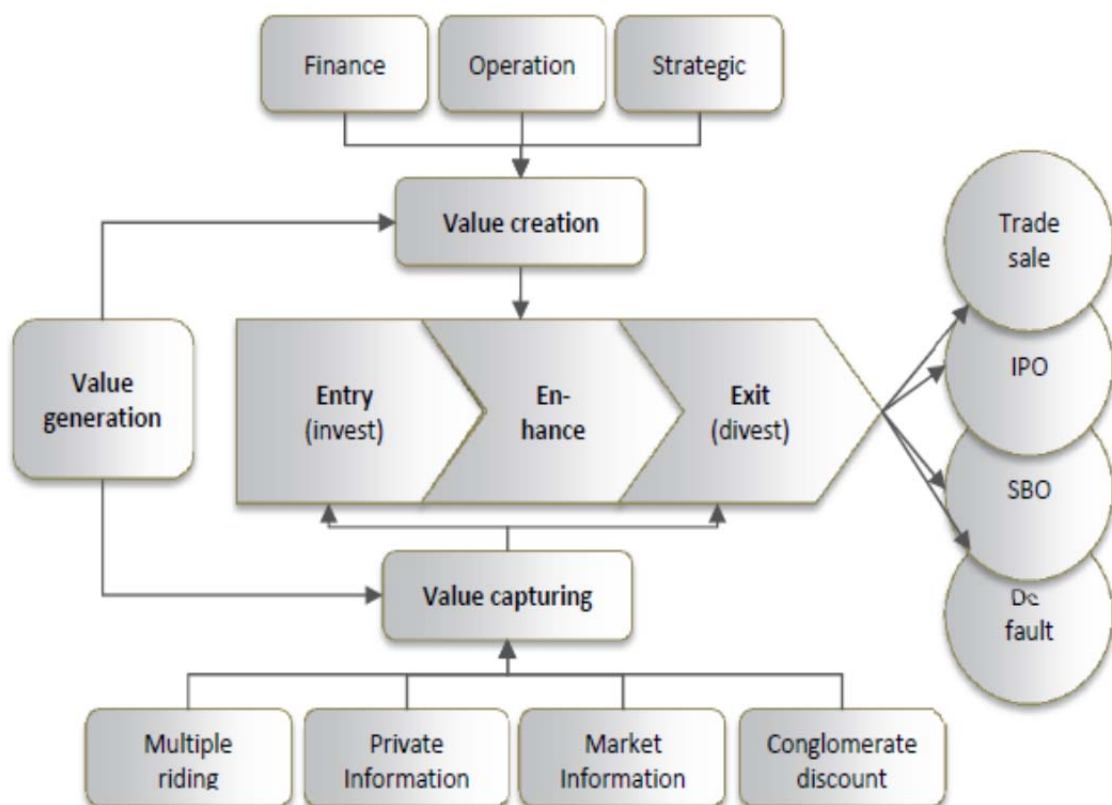 Finance
Operation
Strategic
Value creation
Trade
sale
Value
generation
Entry
(invest)
En-
hance
Exit
(divest)
IPO
SBO
De
fault
Value capturing
Multiple
riding
Private
Information
Market
Information
Conglomerate
discount